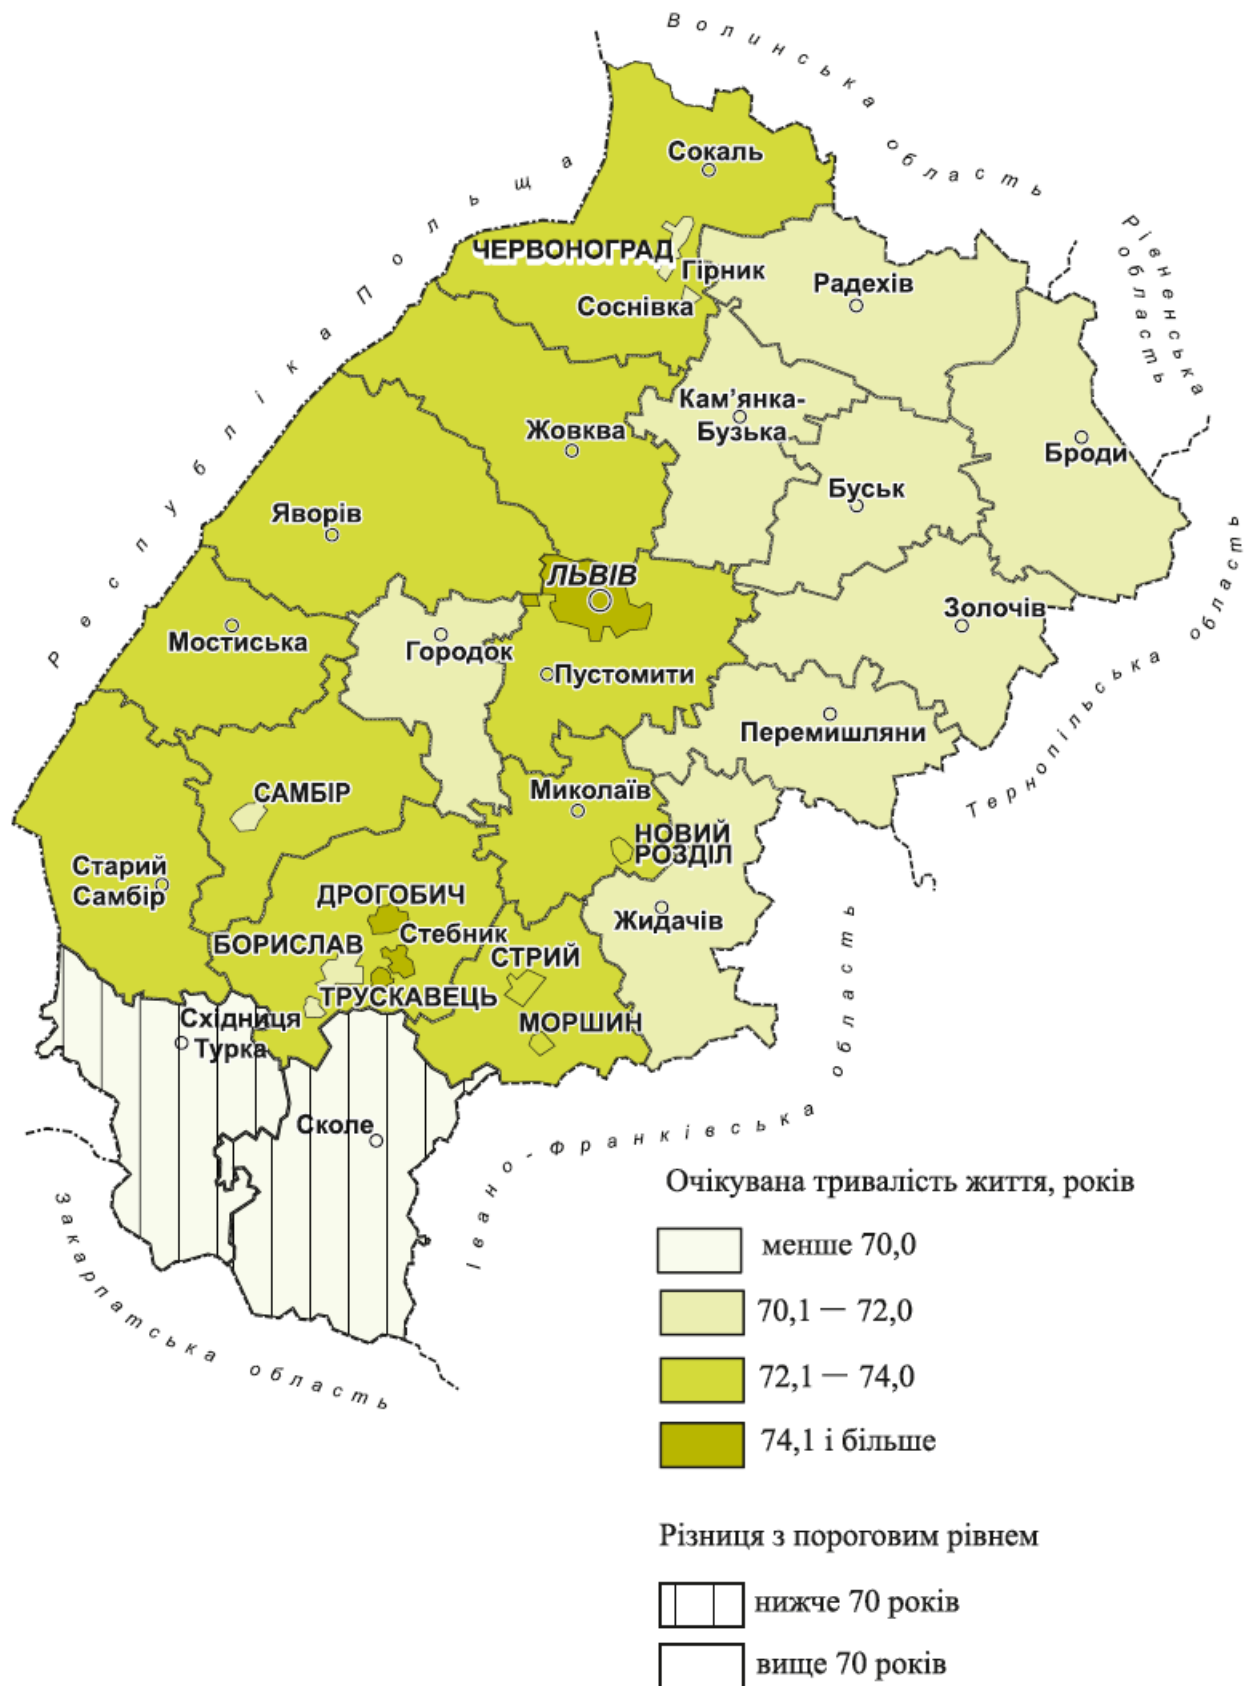 Волинська область
Рівненська
область
Республіка Польща
Сокаль
ЧЕРВОНОГРАД
Гірник
Соснівка
Радехів
Кам’янка-
Бузька
Жовква
Броди
Буськ
Яворів
ЛЬВІВ
Золочів
Мостиська
Городок
Пустомити
Перемишляни
Тернопільська область
САМБІР
Миколаїв
НОВИЙ
РОЗДІЛ
Старий
Самбір
ДРОГОБИЧ
Стебник
Жидачів
БОРИСЛАВ
СТРИЙ
ТРУСКАВЕЦЬ
Східниця
МОРШИН
Турка
Сколе
Івано-Франківська область
Закарпатська область
Очікувана тривалість життя, років
менше 70,0
70,1 — 72,0
72,1 — 74,0
74,1 і більше
Різниця з пороговим рівнем
нижче 70 років
вище 70 років